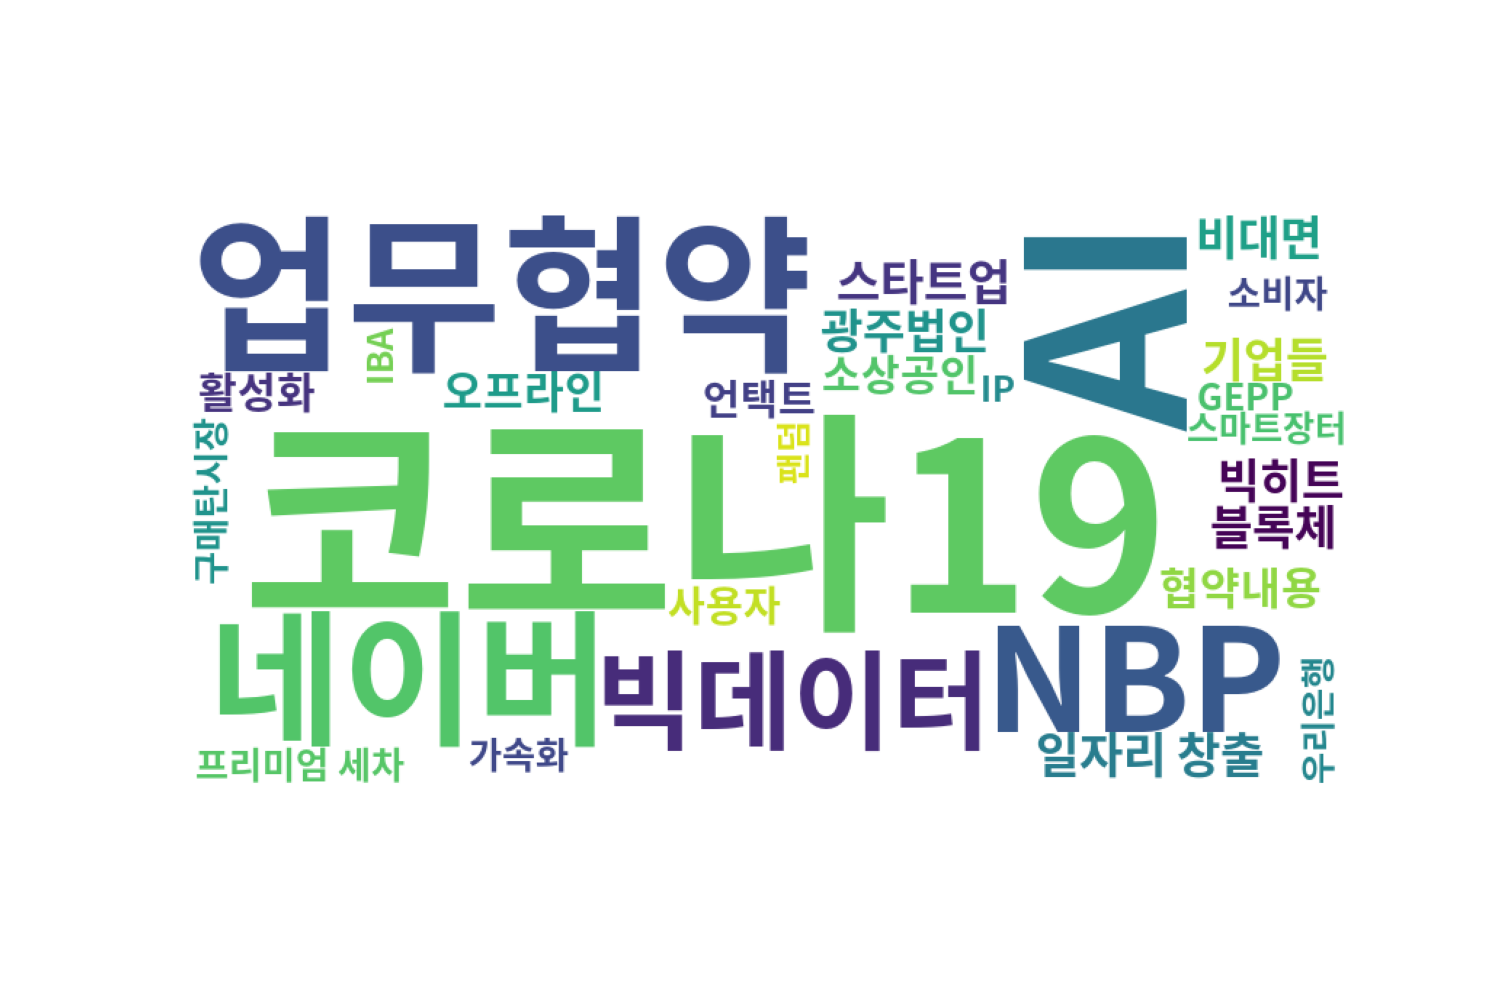 업무협약
AI
비대면
스타트업
소비자
광주법인
IBA
기업들
소상공인
IP
활성화
오프라인
언택트
GEPP
스마트장터
구매탄시장
코로나19
팬덤
빅히트
블록체
협약내용
사용자
네이버
빅데이터
NBP
우리은행
프리미엄 세차
가속화
일자리 창출